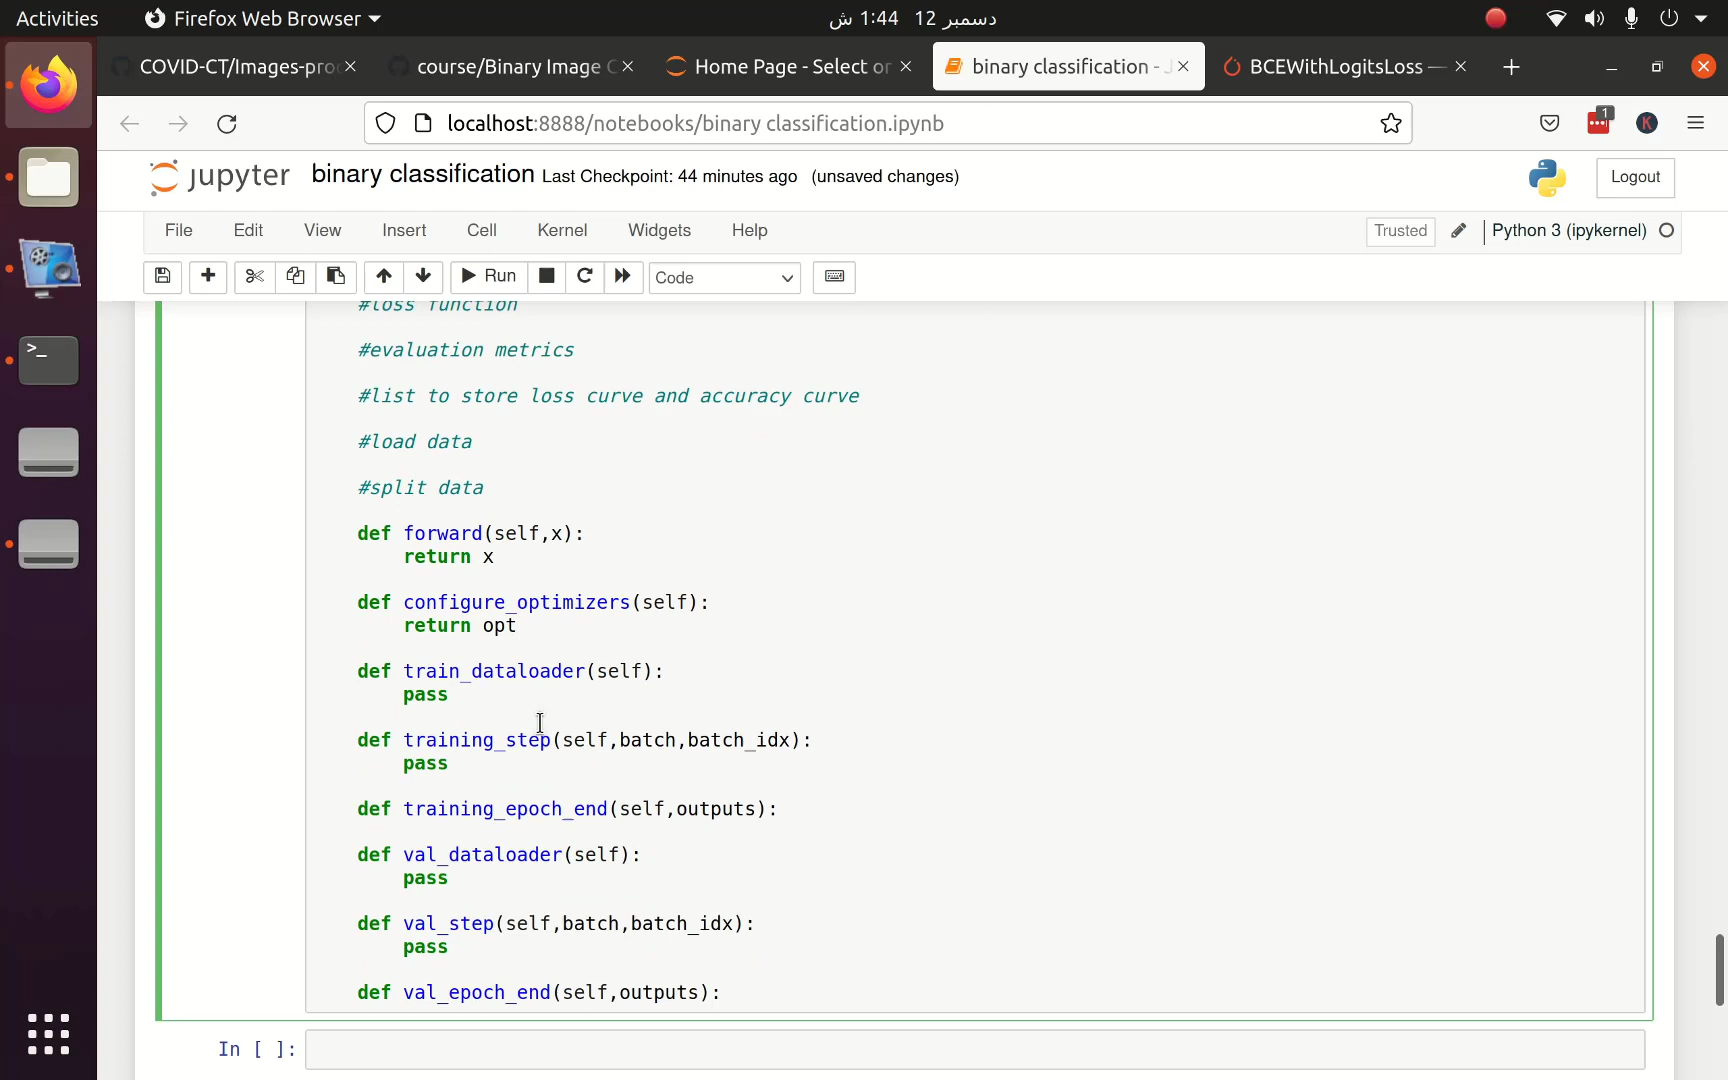 Activities Firefox Web Browser دسمبر 12 1:44 ش
COVID-CT/Images-pro course/Binary Image C Home Page - Select or binary classification - J BCEWithLogitsLoss —
localhost:8888/notebooks/binary classification.ipynb 1 K
jupyter binary classification Last Checkpoint: 44 minutes ago (unsaved changes) Logout
File Edit View Insert Cell Kernel Widgets Help Trusted Python 3 (ipykernel)
Run Code
#loss function
#evaluation metrics
#list to store loss curve and accuracy curve
#load data
#split data
def forward(self,x):
return x
def configure_optimizers(self):
return opt
def train_dataloader(self):
pass
def training_step(self,batch,batch_idx):
pass
def training_epoch_end(self,outputs):
def val_dataloader(self):
pass
def val_step(self,batch,batch_idx):
pass
def val_epoch_end(self,outputs):
In [ ]: